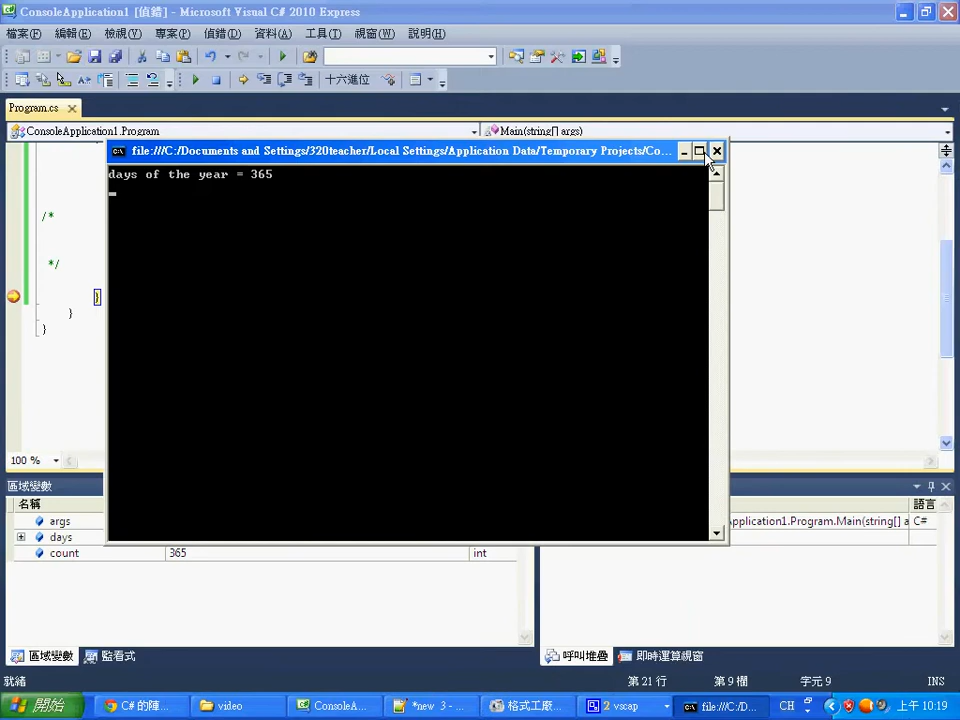 ConsoleApplication1 [偵錯] - Microsoft Visual C# 2010 Express
檔案(F) 編輯(E) 檢視(V) 專案(P) 偵錯(D) 資料(A) 工具(T) 視窗(W) 說明(H)
十六進位
Program.cs
ConsoleApplication1.Program Main(string[] args)
file:///C:/Documents and Settings/320teacher/Local Settings/Application Data/Temporary Projects/Co...
days of the year = 365
/*
*/
}
}
}
100 %
區域變數
名稱 語言
args pplication1.Program.Main(string[] a C#
days
count 365 int
區域變數 監看式 呼叫堆疊 即時運算視窗
就緒 第 21 行 第 9 欄 字元 9 INS
開始 C# 的陣... video ConsoleA... *new 3 - ... 格式工廠... 2 vscap file:///C:/D... CH 上午 10:19